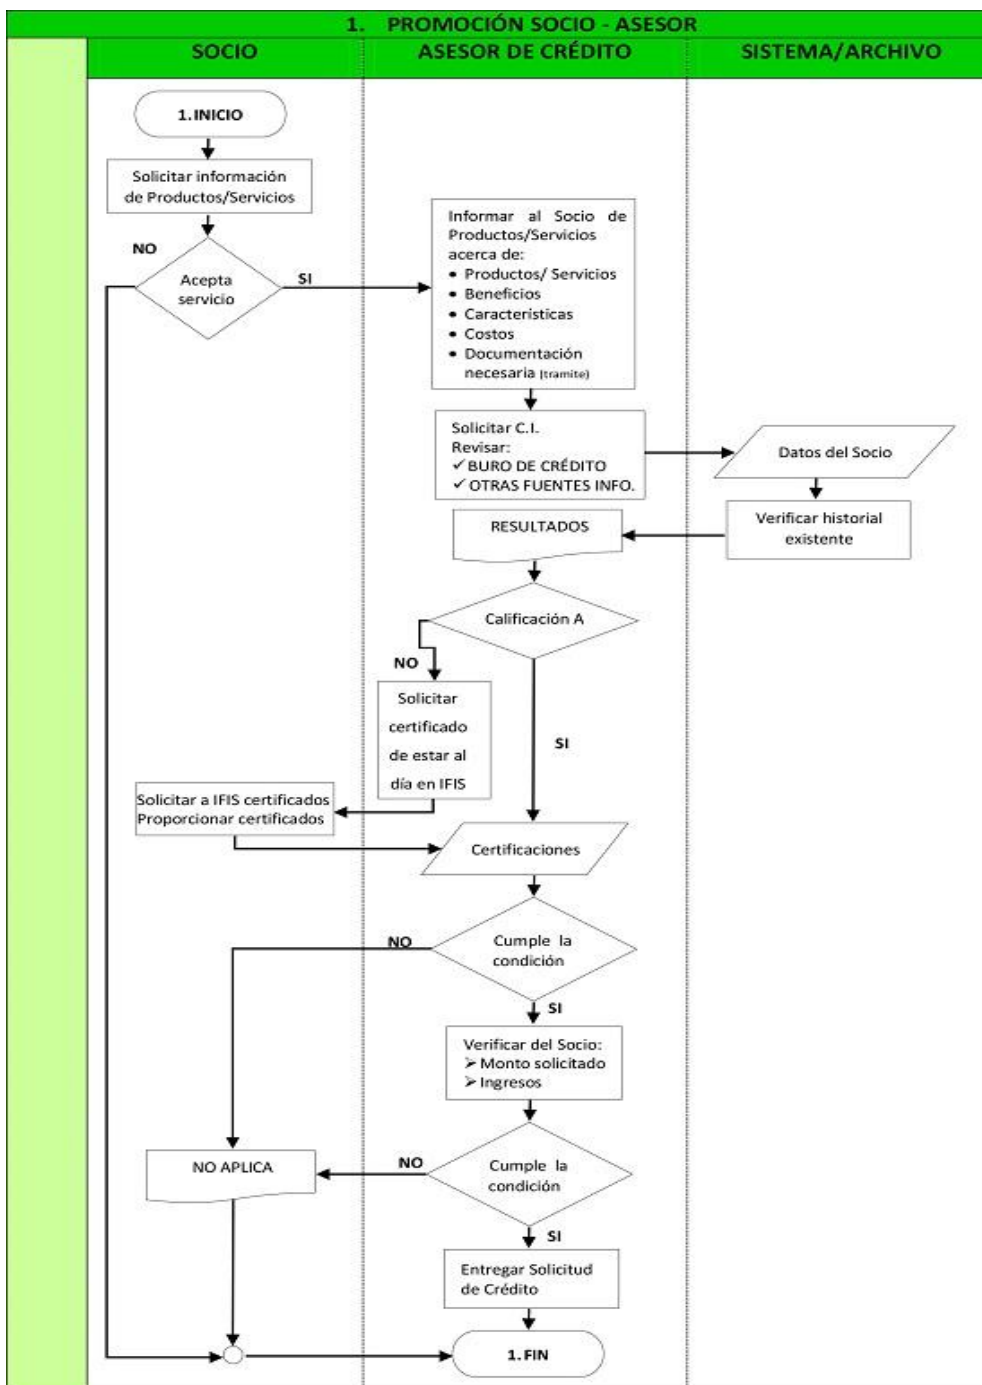 1. PROMOCIÓN SOCIO - ASESOR
SOCIO
ASESOR DE CRÉDITO
SISTEMA/ARCHIVO
1. INICIO
Solicitar información
de Productos/Servicios
NO
Acepta
servicio
SI
Informar al Socio de
Productos/Servicios
acerca de:
• Productos/ Servicios
• Beneficios
• Características
• Costos
• Documentación
necesaria (tramite)
Solicitar C.I.
Revisar:
✓ BURO DE CRÉDITO
✓ OTRAS FUENTES INFO.
Datos del Socio
Verificar historial
existente
RESULTADOS
Calificación A
NO
Solicitar
certificado
de estar al
día en IFIS
SI
Solicitar a IFIS certificados
Proporcionar certificados
Certificaciones
NO
Cumple la
condición
SI
Verificar del Socio:
➢ Monto solicitado
➢ Ingresos
NO APLICA
NO
Cumple la
condición
SI
Entregar Solicitud
de Crédito
1. FIN